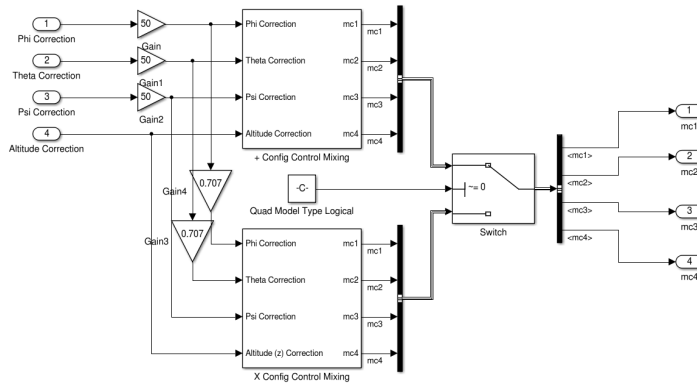 1
Phi Correction
2
Theta Correction
3
Psi Correction
4
Altitude Correction
50
Gain
50
Gain1
50
Gain2
Phi Correction
Theta Correction
Psi Correction
Altitude Correction
mc1
mc2
mc3
mc4
+ Config Control Mixing
mc1
mc2
mc3
mc4
0.707
Gain4
0.707
Gain3
-C-
Quad Model Type Logical
~= 0
Switch
Phi Correction
Theta Correction
Psi Correction
Altitude (z) Correction
mc1
mc2
mc3
mc4
X Config Control Mixing
mc1
mc2
mc3
mc4
<mc1>
<mc2>
<mc3>
<mc4>
1
mc1
2
mc2
3
mc3
4
mc4